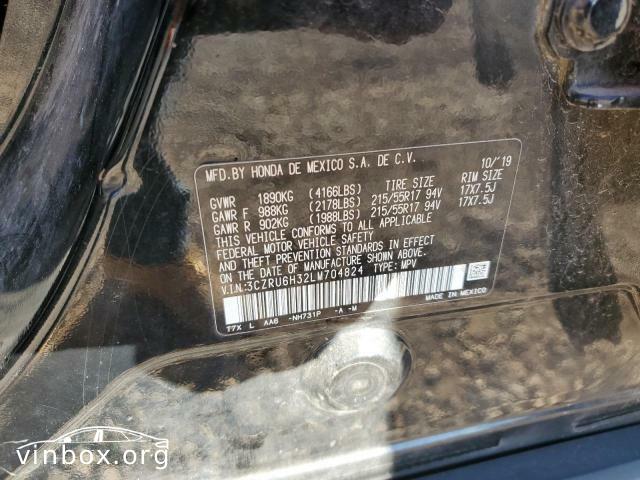 MFD.BY HONDA DE MEXICO S.A. DE C.V. 10/'19
GVWR 1890KG (4166LBS) TIRE SIZE RIM SIZE
GAWR F 988KG (2178LBS) 215/55R17 94V 17X7.5J
GAWR R 902KG (1988LBS) 215/55R17 94V 17X7.5J
THIS VEHICLE CONFORMS TO ALL APPLICABLE
FEDERAL MOTOR VEHICLE SAFETY
AND THEFT PREVENTION STANDARDS IN EFFECT
ON THE DATE OF MANUFACTURE SHOWN ABOVE.
V.I.N:3CZRU6H32LM704824 TYPE: MPV
T7X L AA6 -NH731P -A -M MADE IN MEXICO
vinbox.org